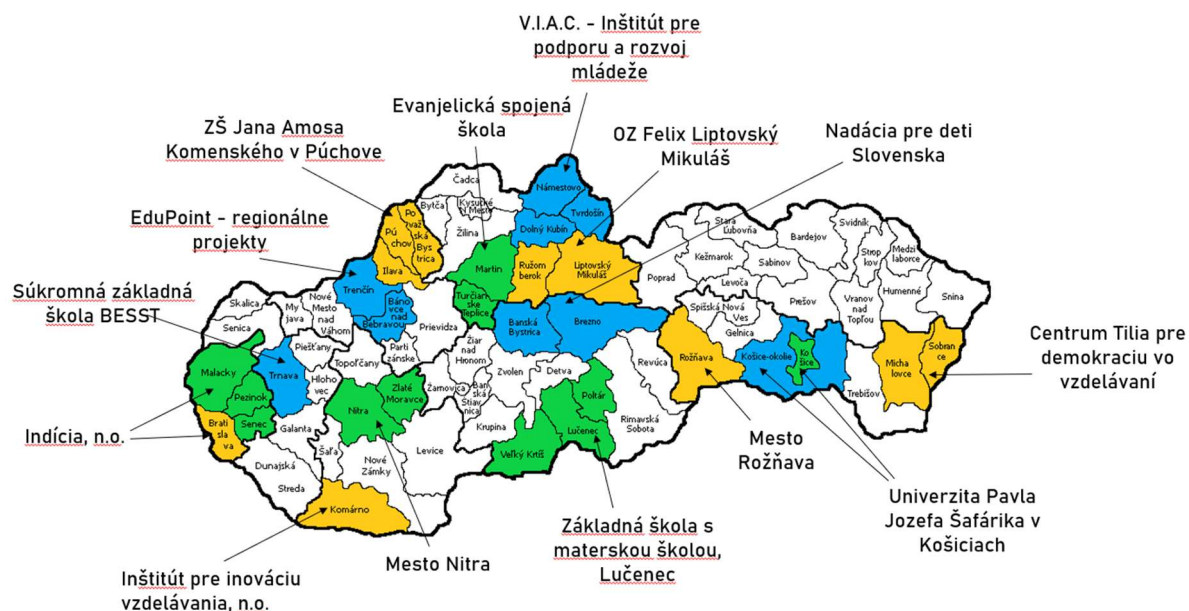 V.I.A.C. - Inštitút pre
podporu a rozvoj
mládeže
Evanjelická spojená
škola
ZŠ Jana Amosa
Komenského v Púchove
OZ Felix Liptovský
Mikuláš
Nadácia pre deti
Slovenska
EduPoint - regionálne
projekty
Súkromná základná
škola BESST
Indícia, n.o.
Inštitút pre inováciu
vzdelávania, n.o.
Mesto Nitra
Základná škola s
materskou školou,
Lučenec
Mesto
Rožňava
Univerzita Pavla
Jozefa Šafárika v
Košiciach
Centrum Tilia pre
demokraciu vo
vzdelávaní
Čadca
Bytča
Kysucké
N Mesto
Žilina
Námestovo
Tvrdošín
Dolný Kubín
Po
važ
ská
Bys
trica
Pú
chov
Ilava
Martin
Turčian
ske
Teplice
Ružom
berok
Liptovský
Mikuláš
Trenčín
Báno
vce nad
Bebravou
Prievidza
Parti
zánske
Topoľčany
Skalica
Senica
My
java
Nové
Mesto
nad
Váhom
Piešťany
Hloho
vec
Trnava
Malacky
Pezinok
Senec
Brati
sla
va
Galanta
Dunajská
Streda
Šaľa
Nové
Zámky
Komárno
Nitra
Zlaté
Moravce
Levice
Žiar
nad
Hronom
Žarnovica
Ban
ská
Štiav
nica
Zvolen
Detva
Krupina
Banská
Bystrica
Brezno
Veľký Krtíš
Lučenec
Poltár
Rimavská
Sobota
Revúca
Rožňava
Poprad
Kežmarok
Stará
Ľubovňa
Levoča
Spišská Nová
Ves
Gelnica
Sabinov
Prešov
Bardejov
Svidník
Strop
kov
Medzi
laborce
Humenné
Snina
Vranov
nad
Topľou
Košice-okolie
Ko
šice
Trebišov
Micha
lovce
Sobran
ce